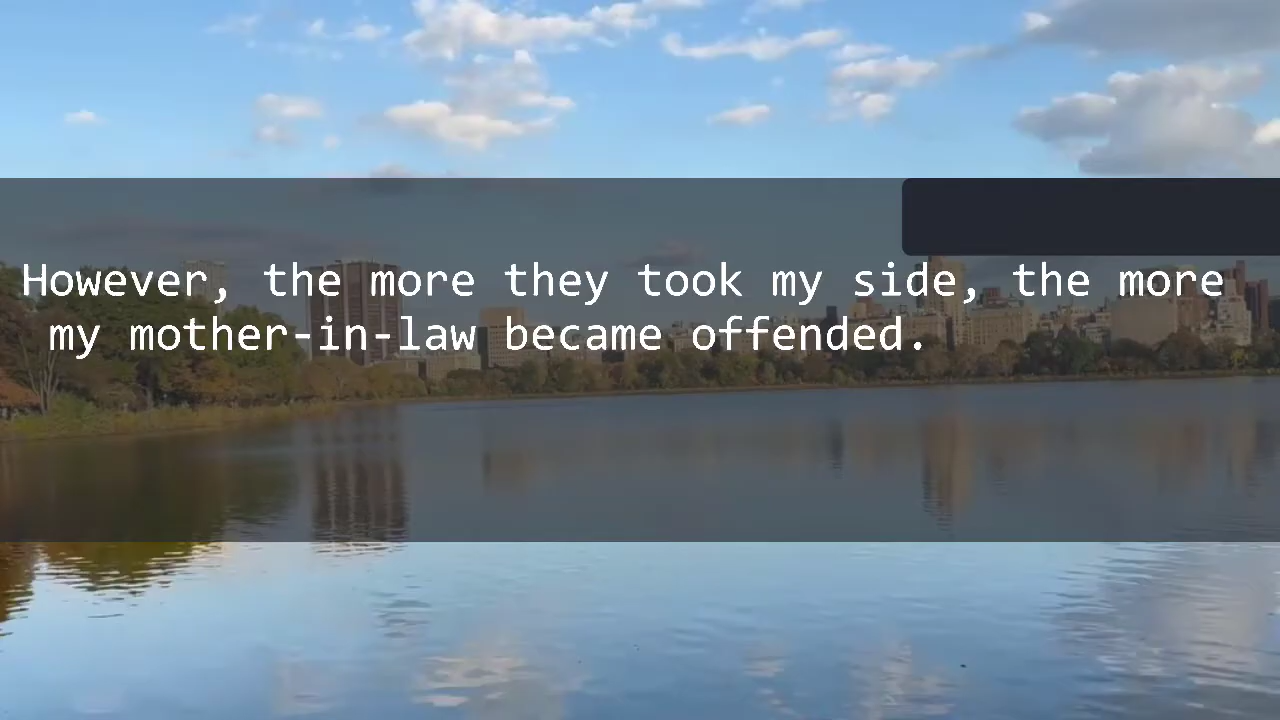 However, the more they took my side, the more
my mother-in-law became offended.